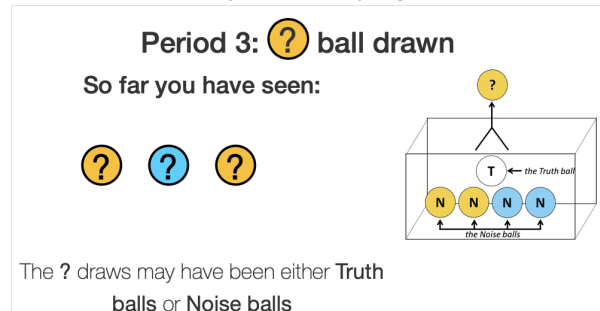 Period 3: ? ball drawn
So far you have seen:
? ? ?
The ? draws may have been either Truth
balls or Noise balls
?
T the Truth ball
N N N N
the Noise balls